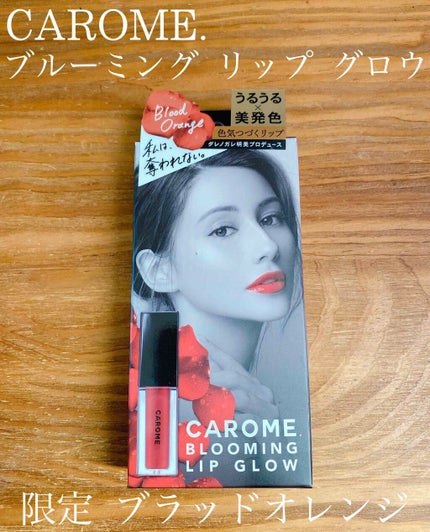 CAROME.
ブルーミング リップ グロウ
Blood
Orange
うるうる
×
美発色
色気つづくリップ
ダレノガレ明美プロデュース
私は、
奪われない。
CAROME
CAROME.
BLOOMING
LIP GLOW
限定 ブラッドオレンジ